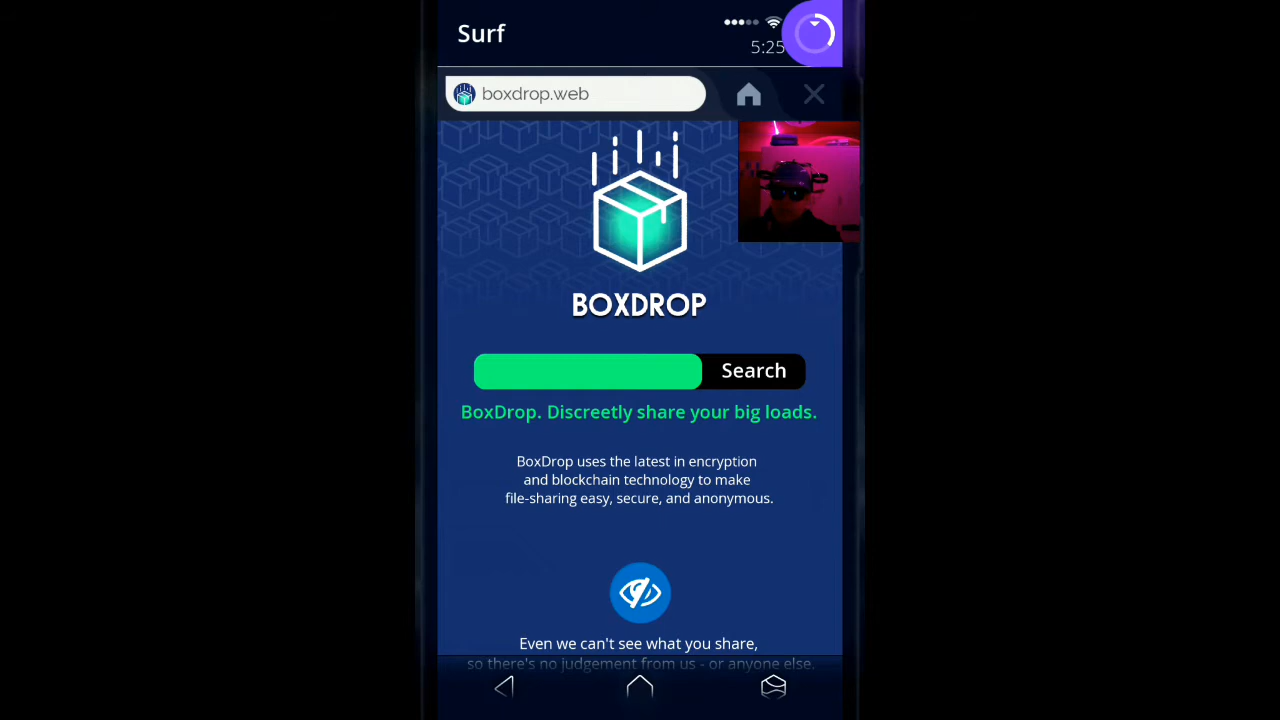 Surf
5:25
boxdrop.web
BOXDROP
Search
BoxDrop. Discreetly share your big loads.
BoxDrop uses the latest in encryption
and blockchain technology to make
file-sharing easy, secure, and anonymous.
Even we can't see what you share,
so there's no judgement from us - or anyone else.